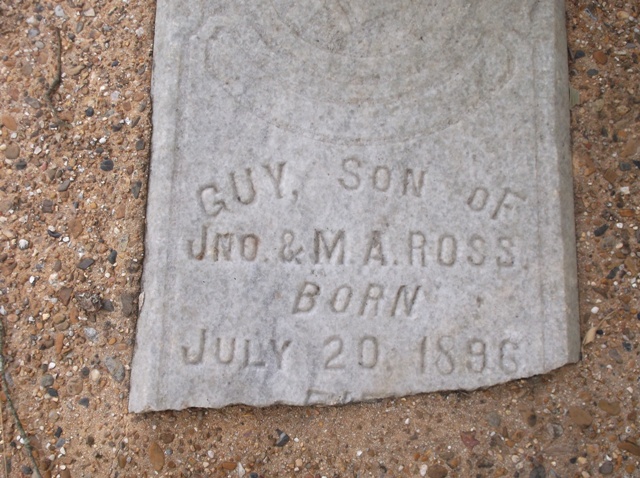 GUY, SON OF
JNO. & M. A. ROSS.
BORN
JULY 20, 1896